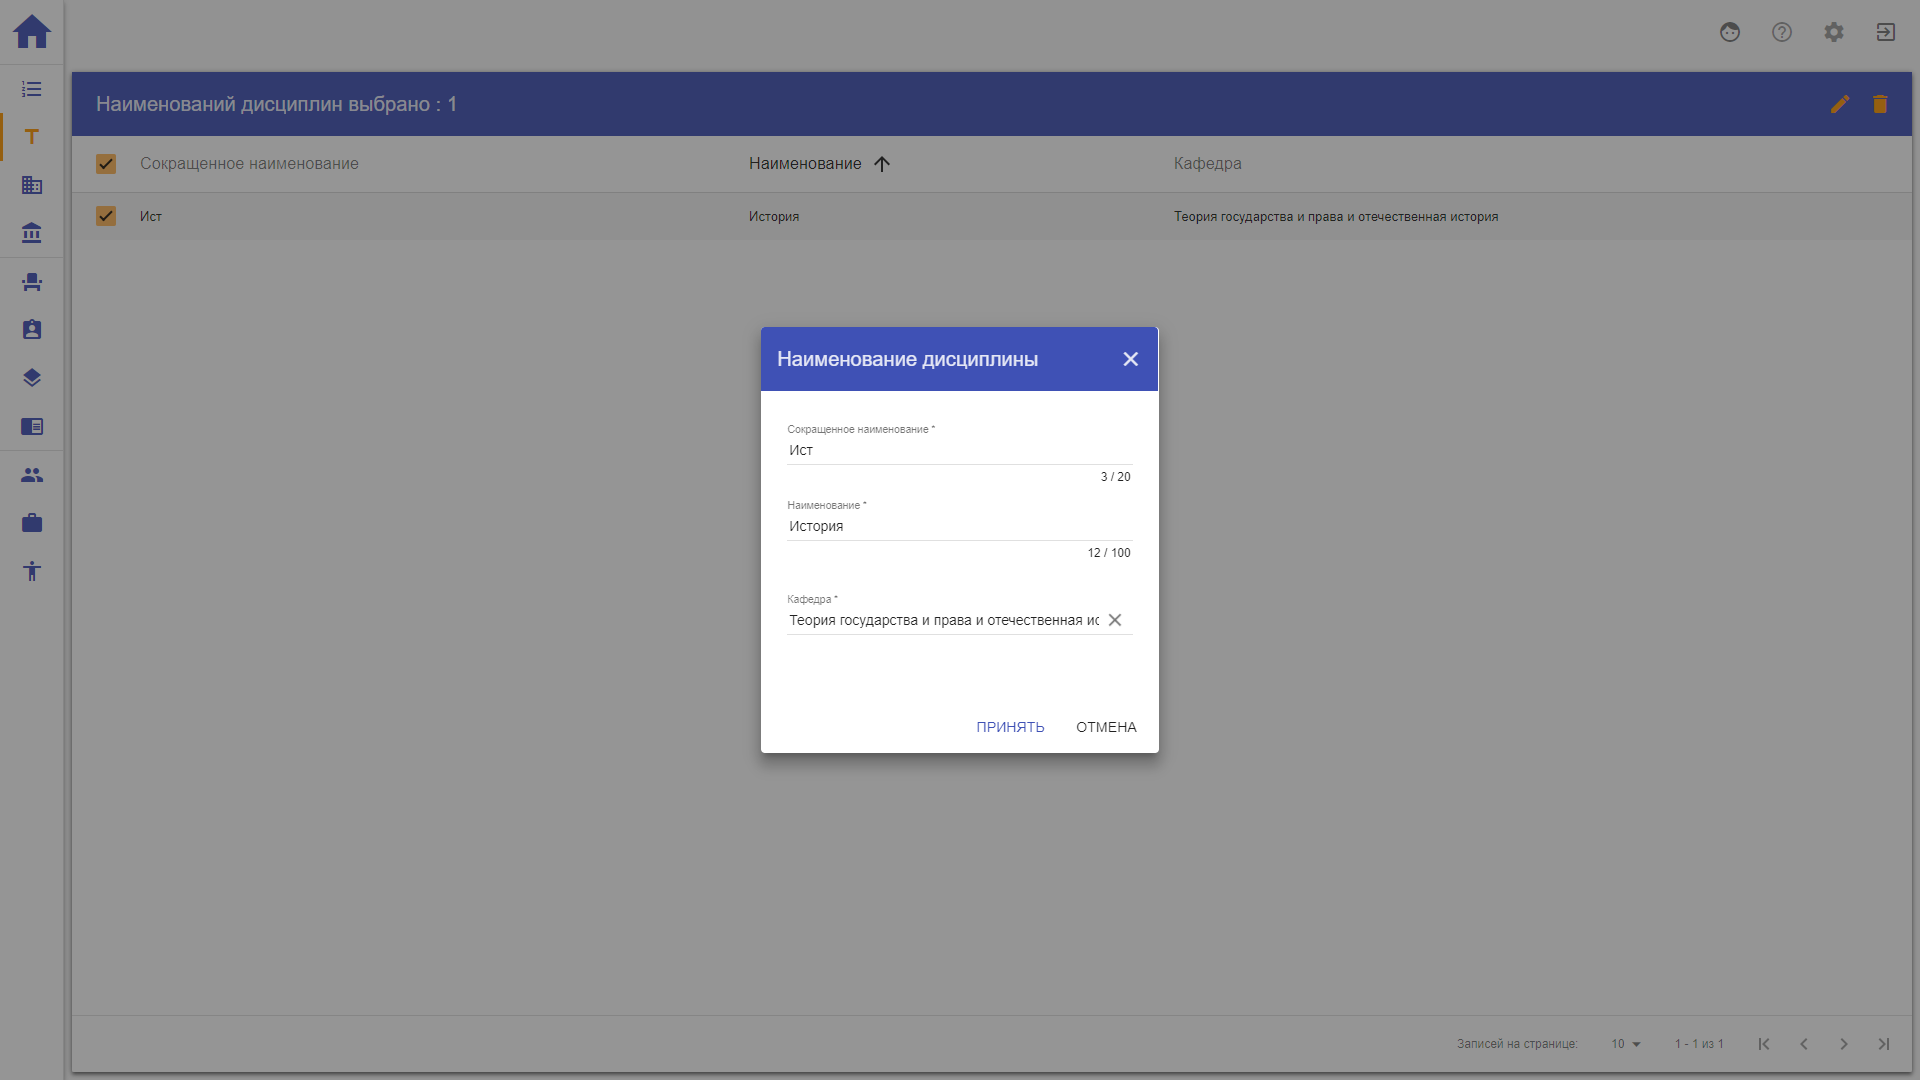 Наименований дисциплин выбрано : 1
Сокращенное наименование
Наименование
Кафедра
Ист
История
Теория государства и права и отечественная история
Наименование дисциплины
Сокращенное наименование *
Ист
3 / 20
Наименование *
История
12 / 100
Кафедра *
Теория государства и права и отечественная ис
ПРИНЯТЬ
ОТМЕНА
Записей на странице:
10
1 - 1 из 1